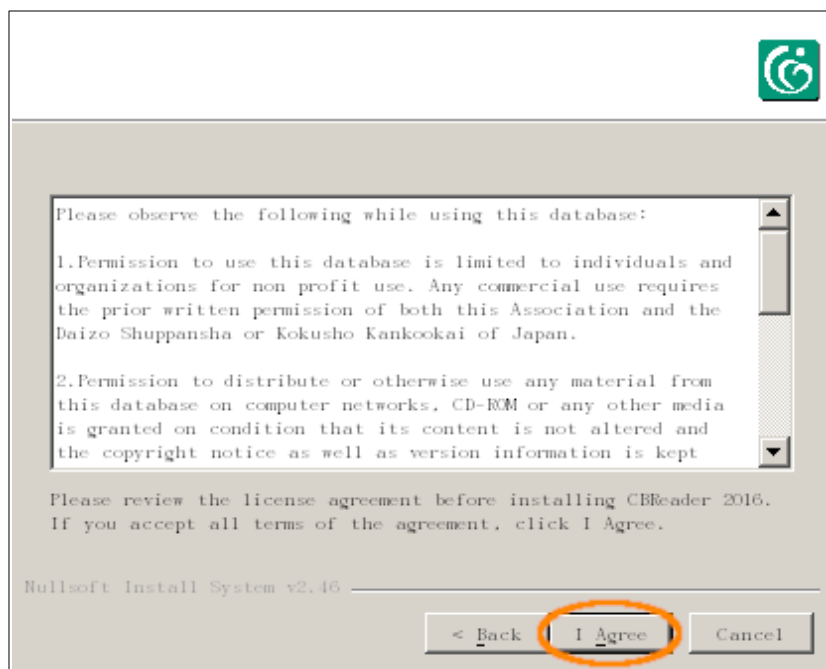 Please observe the following while using this database:
1.Permission to use this database is limited to individuals and
organizations for non profit use. Any commercial use requires
the prior written permission of both this Association and the
Daizo Shuppansha or Kokusho Kankookai of Japan.
2.Permission to distribute or otherwise use any material from
this database on computer networks, CD-ROM or any other media
is granted on condition that its content is not altered and
the copyright notice as well as version information is kept
Please review the license agreement before installing CBReader 2016.
If you accept all terms of the agreement, click I Agree.
Nullsoft Install System v2.46
< Back I Agree Cancel